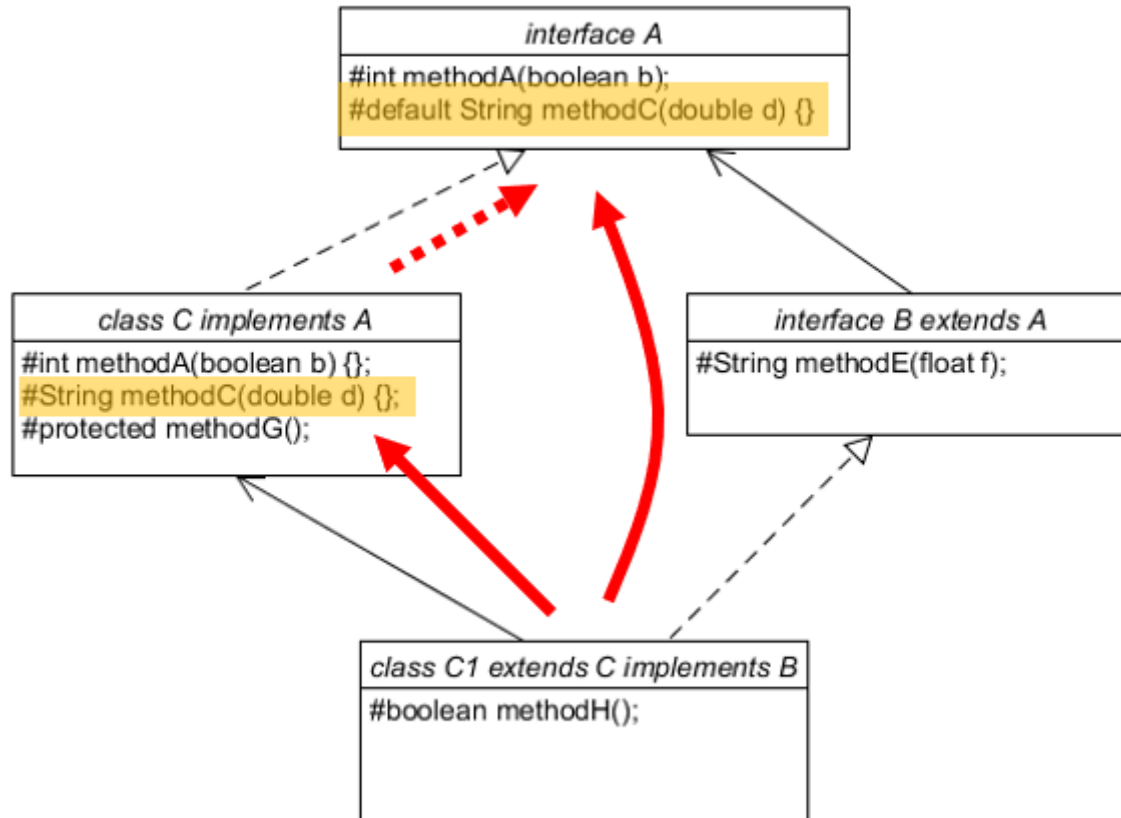 interface A
#int methodA(boolean b);
#default String methodC(double d) {}
class C implements A
#int methodA(boolean b) {};
#String methodC(double d) {};
#protected methodG();
interface B extends A
#String methodE(float f);
class C1 extends C implements B
#boolean methodH();